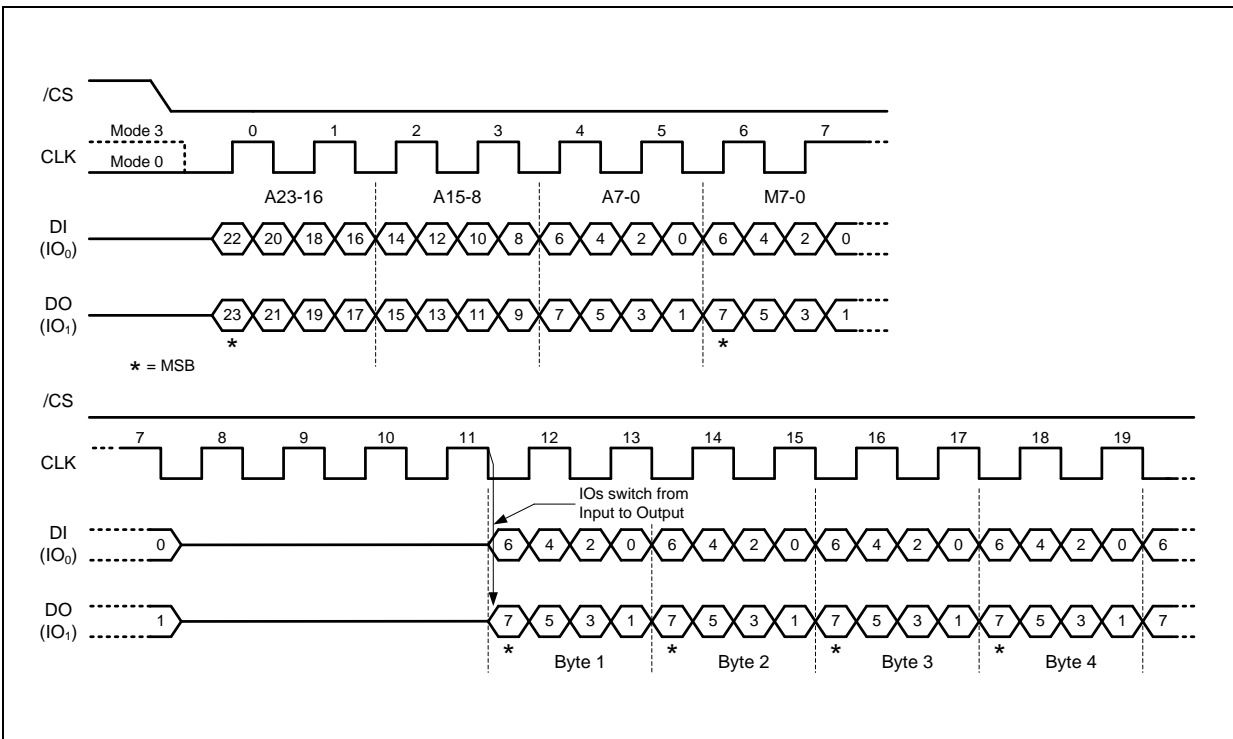 /CS
Mode 3 0 1 2 3 4 5 6 7
CLK
Mode 0
A23-16 A15-8 A7-0 M7-0
DI
(IO₀)
22 20 18 16 14 12 10 8 6 4 2 0 6 4 2 0
DO
(IO₁)
23 21 19 17 15 13 11 9 7 5 3 1 7 5 3 1
* *
* = MSB
/CS
7 8 9 10 11 12 13 14 15 16 17 18 19
CLK
IOs switch from
Input to Output
DI
(IO₀)
0 6 4 2 0 6 4 2 0 6 4 2 0 6 4 2 0 6
DO
(IO₁)
1 7 5 3 1 7 5 3 1 7 5 3 1 7 5 3 1 7
* Byte 1 * Byte 2 * Byte 3 * Byte 4